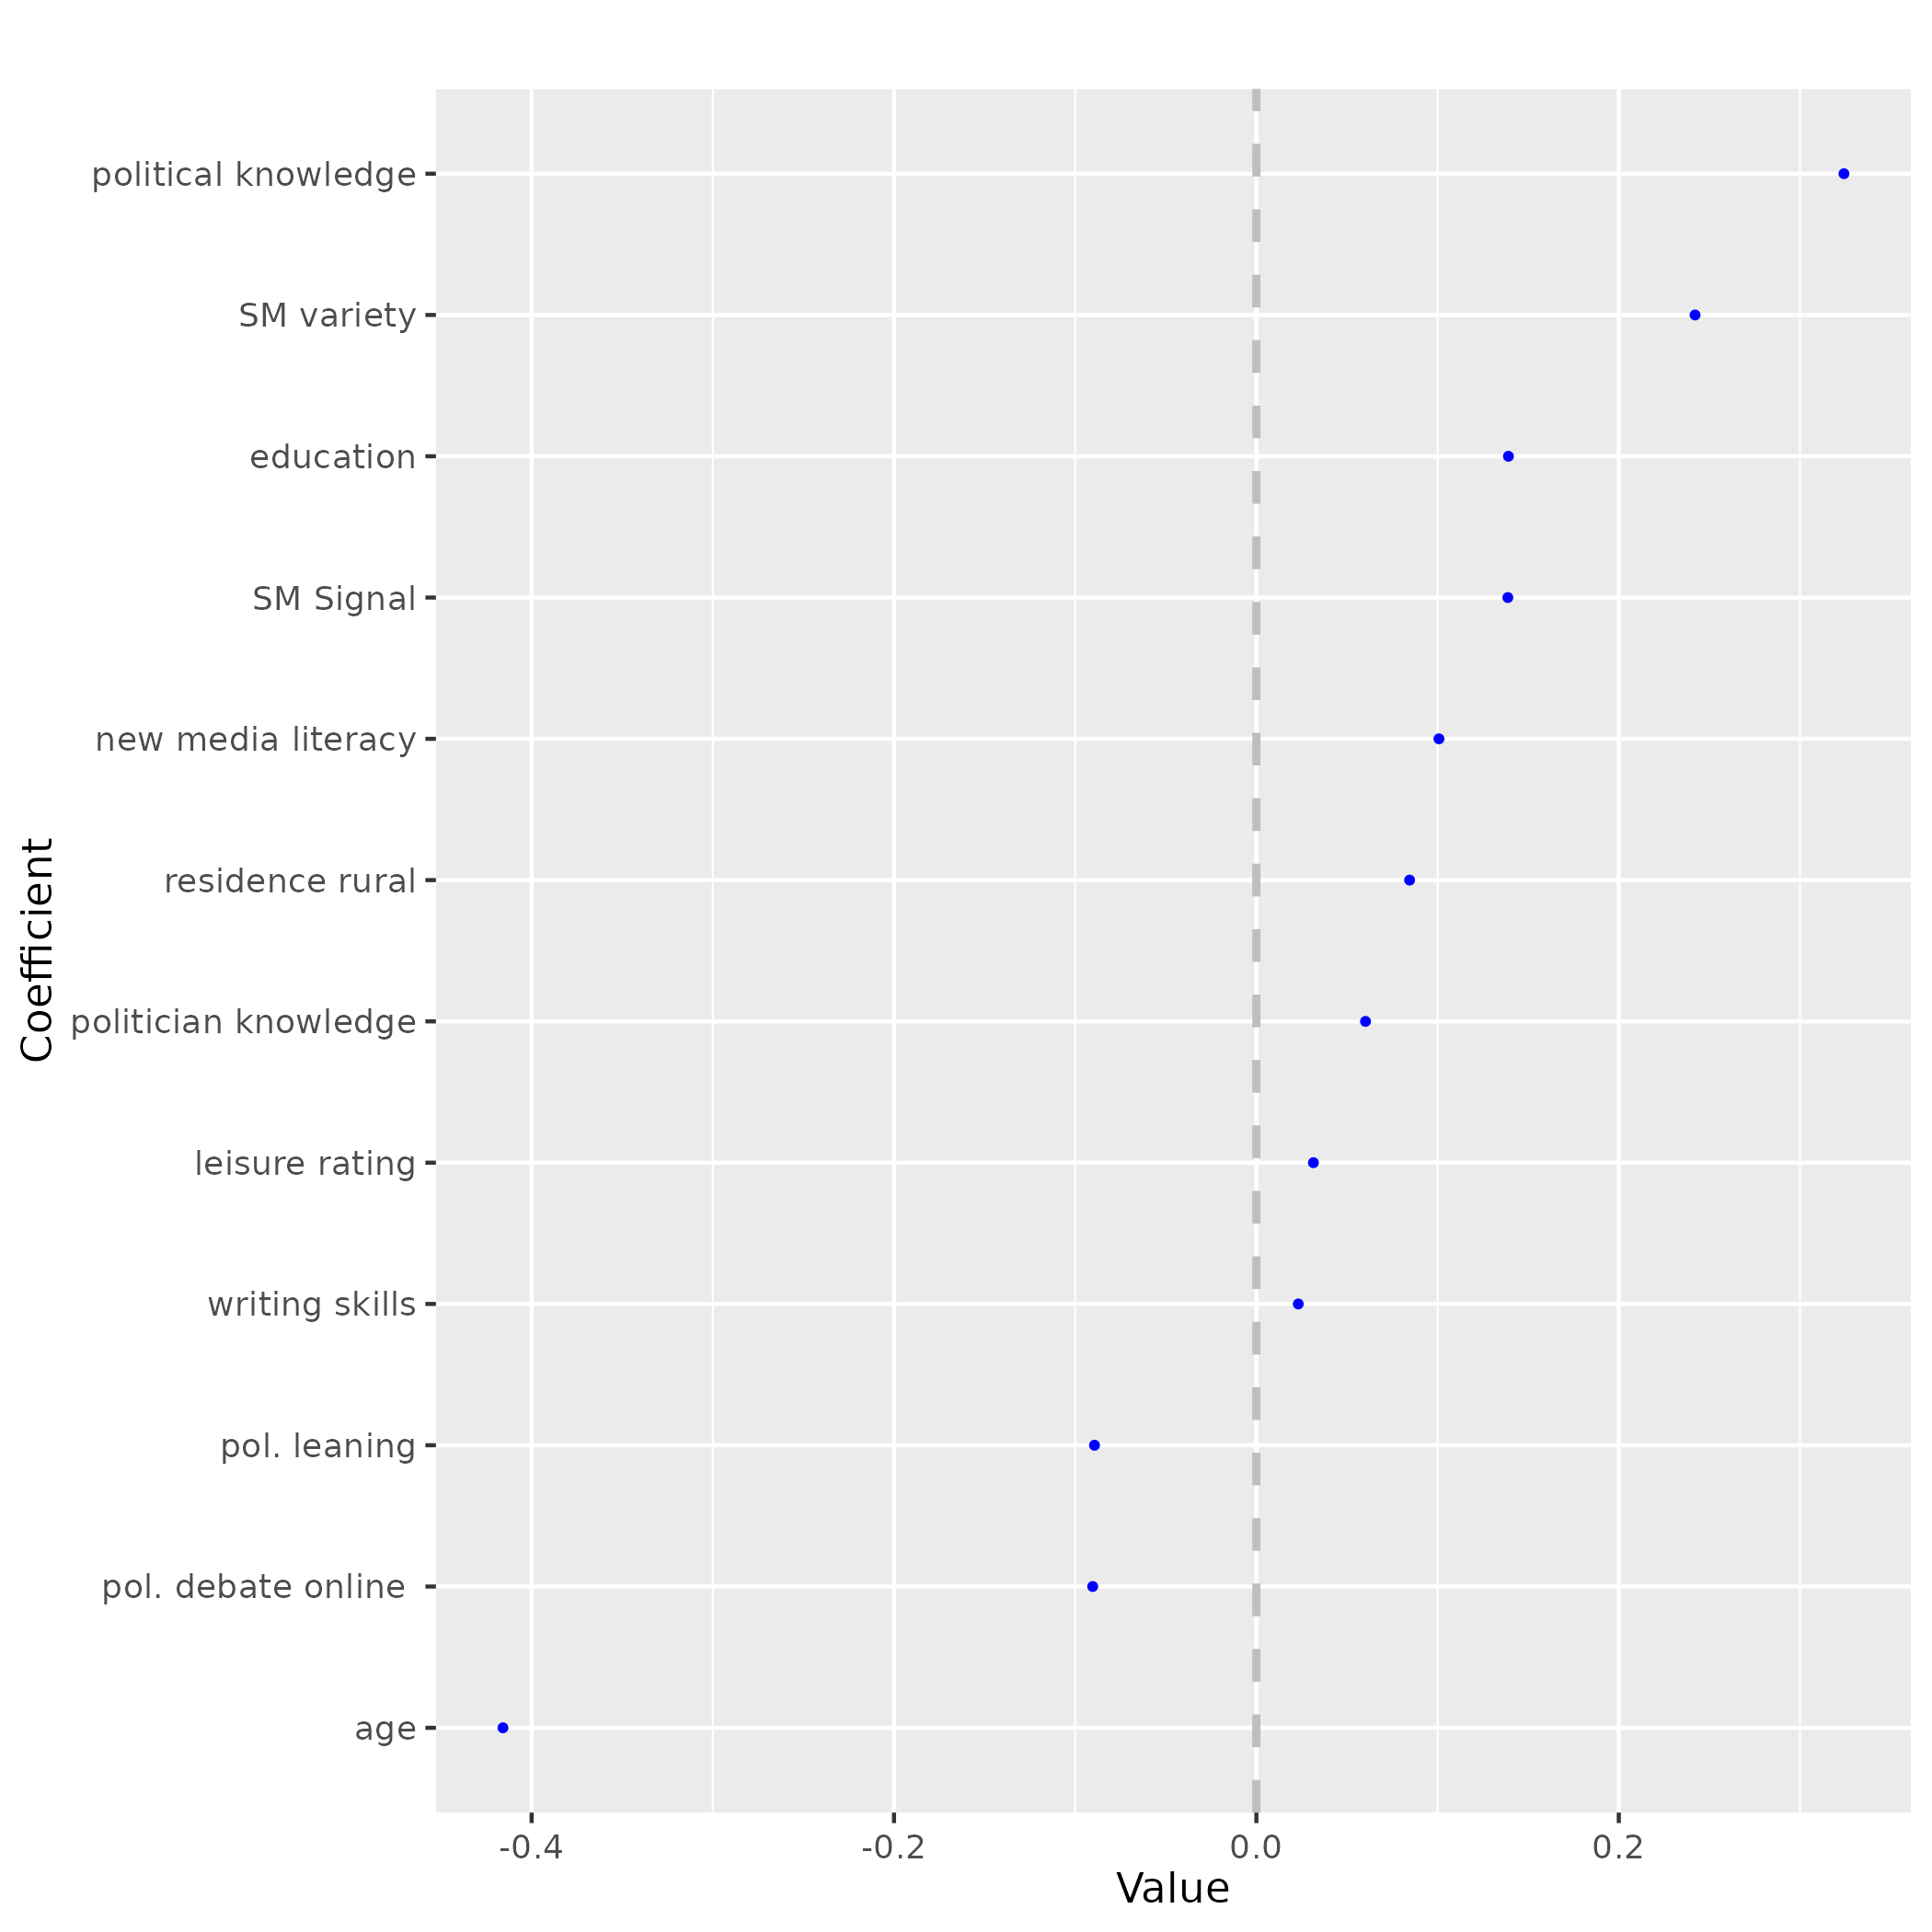 political knowledge
SM variety
education
SM Signal
new media literacy
residence rural
politician knowledge
leisure rating
writing skills
pol. leaning
pol. debate online
age
Coefficient
-0.4
-0.2
0.0
0.2
Value